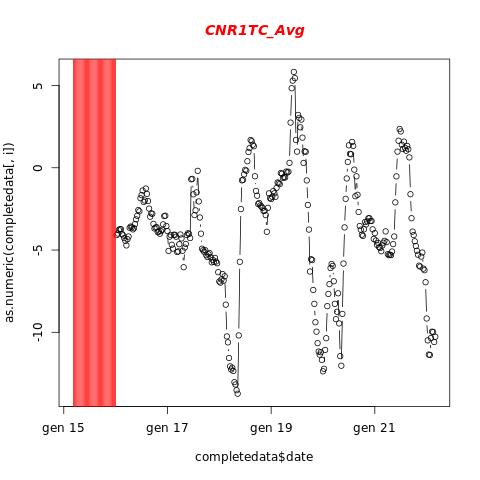 CNR1TC_Avg
as.numeric(completedata[, i])
5
0
-5
-10
gen 15
gen 17
gen 19
gen 21
completedata$date